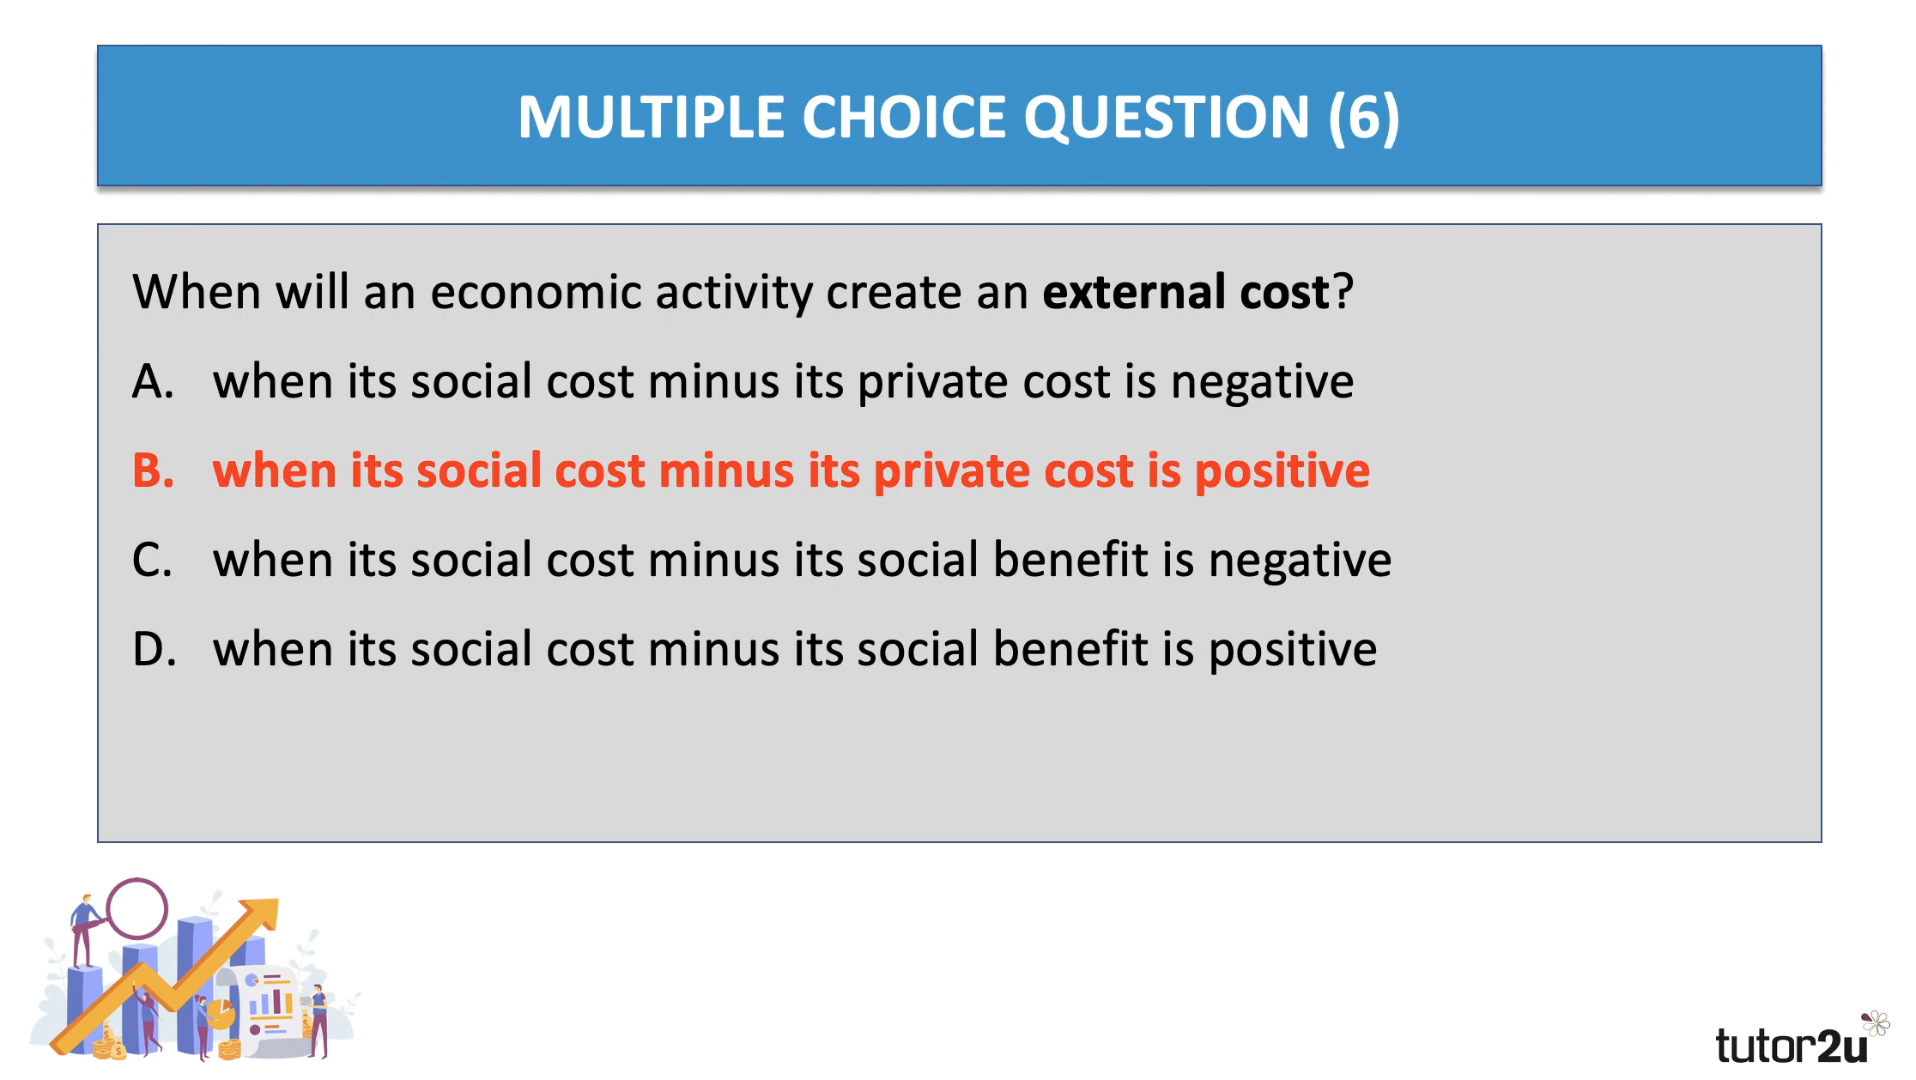 MULTIPLE CHOICE QUESTION (6)
When will an economic activity create an external cost?
A. when its social cost minus its private cost is negative
B. when its social cost minus its private cost is positive
C. when its social cost minus its social benefit is negative
D. when its social cost minus its social benefit is positive
tutor2u